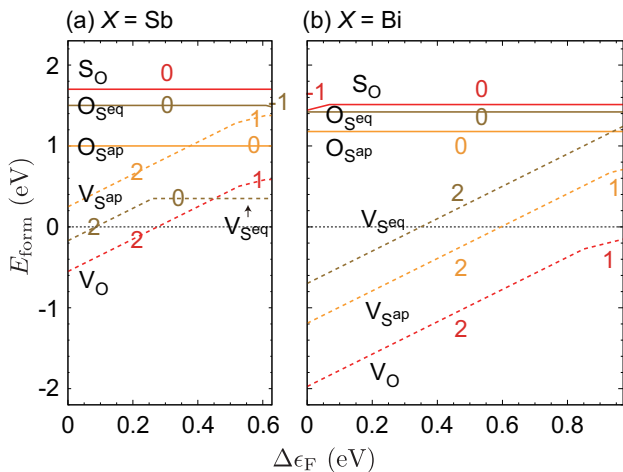 (a) X = Sb
(b) X = Bi
E_form (eV)
2
1
0
-1
-2
S_O
0
O_S^eq
0
-1
O_S^ap
0
1
V_S^ap
2
0
V_S^eq
2
1
V_O
2
0.0
0.2
0.4
0.6
1
S_O
0
O_S^eq
0
O_S^ap
0
V_S^eq
2
V_S^ap
2
1
V_O
2
1
0.0
0.2
0.4
0.6
0.8
Δϵ_F (eV)